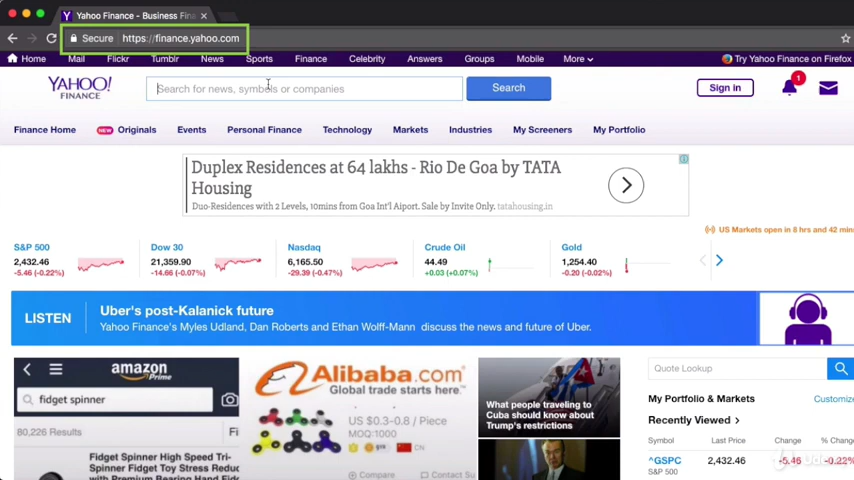 Yahoo Finance - Business Fina
Secure https://finance.yahoo.com
Home Mail Flickr Tumblr News Sports Finance Celebrity Answers Groups Mobile More Try Yahoo Finance on Firefox
YAHOO!
FINANCE
Search for news, symbols or companies
Search
Sign in
1
Finance Home NEW Originals Events Personal Finance Technology Markets Industries My Screeners My Portfolio
Duplex Residences at 64 lakhs - Rio De Goa by TATA
Housing
Duo-Residences with 2 Levels, 10mins from Goa Int'l Aiport. Sale by Invite Only. tatahousing.in
US Markets open in 8 hrs and 42 minu
S&P 500 Dow 30 Nasdaq Crude Oil Gold
2,432.46 21,359.90 6,165.50 44.49 1,254.40
-5.46 (-0.22%) -14.66 (-0.07%) -29.39 (-0.47%) +0.03 (+0.07%) -0.20 (-0.02%)
LISTEN
Uber's post-Kalanick future
Yahoo Finance's Myles Udland, Dan Roberts and Ethan Wolff-Mann discuss the news and future of Uber.
amazon
Prime
fidget spinner
80,226 Results Fi
Fidget Spinner High Speed Tri-
Spinner Fidget Toy Stress Reduc
Alibaba.com
Global trade starts here.™
US $0.3-0.8 / Piece
MOQ:1000
CN
Compare Contact Su
What people traveling to
Cuba should know about
Trump's restrictions
Quote Lookup
My Portfolio & Markets Customize
Recently Viewed
Symbol Last Price Change % Change
^GSPC 2,432.46 -5.46 -0.22%
S&P 500